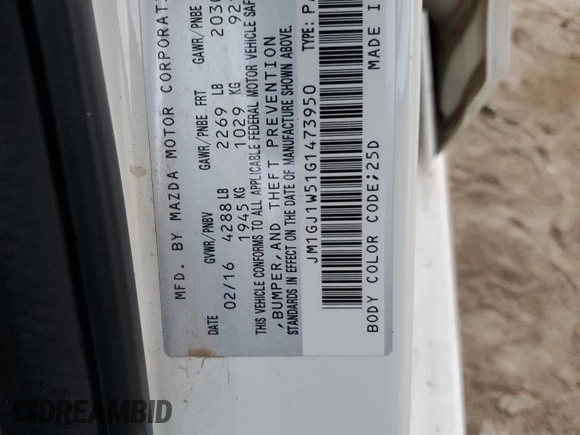 MFD. BY MAZDA MOTOR CORPORATI
GVWR/PNBV GAWR/PNBE FRT GAWR/PNBE
DATE
02/16 4288 LB 2269 LB
1945 KG 1029 KG 92
THIS VEHICLE CONFORMS TO ALL APPLICABLE FEDERAL MOTOR VEHICLE SAF
,BUMPER,AND THEFT PREVENTION
STANDARDS IN EFFECT ON THE DATE OF MANUFACTURE SHOWN ABOVE.
JM1GJ1W51G1473950 TYPE:
BODY COLOR CODE;25D MADE IN
DREAMBID